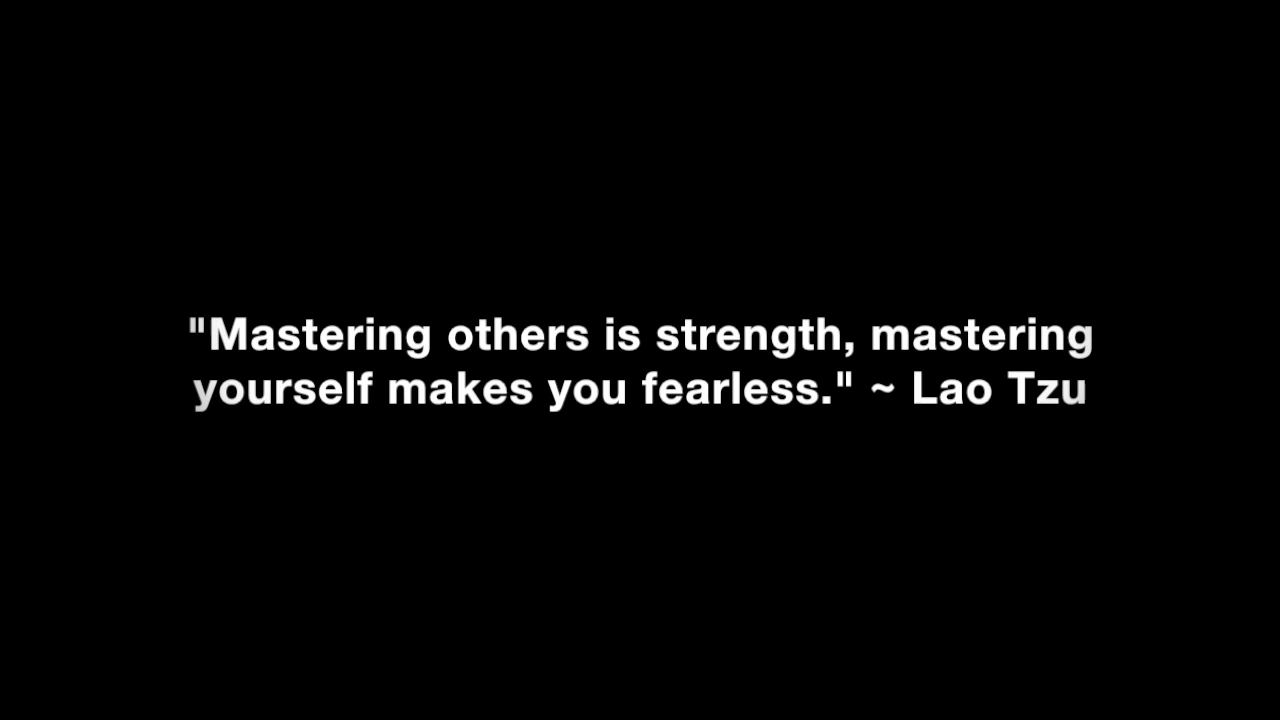 "Mastering others is strength, mastering
yourself makes you fearless." ~ Lao Tzu